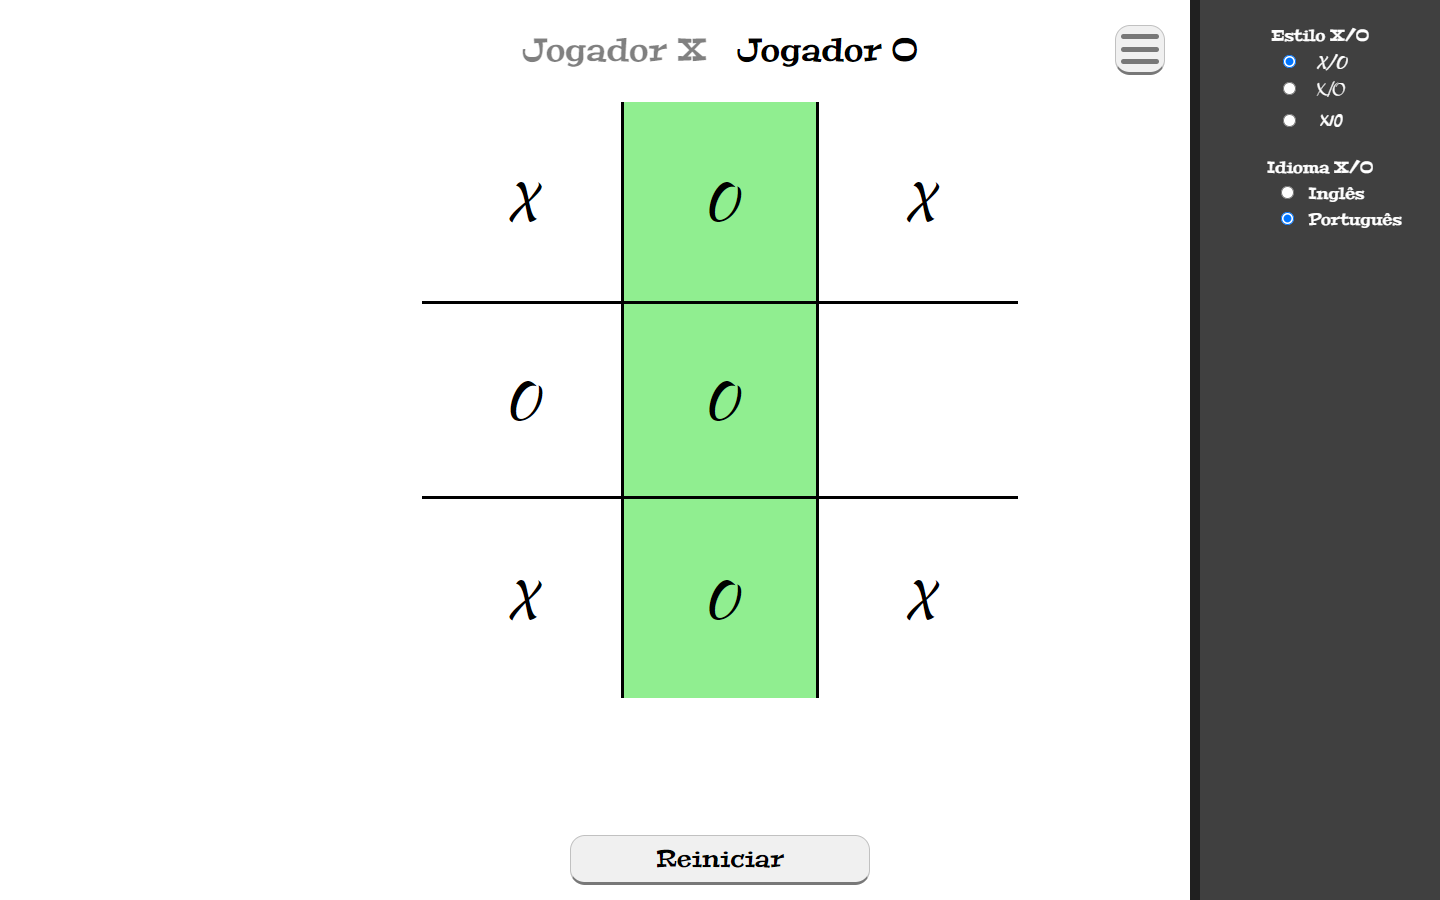 Jogador X Jogador O
X O X
O O
X O X
Reiniciar
Estilo X/O
X/O
X/O
X/O
Idioma X/O
Inglês
Português